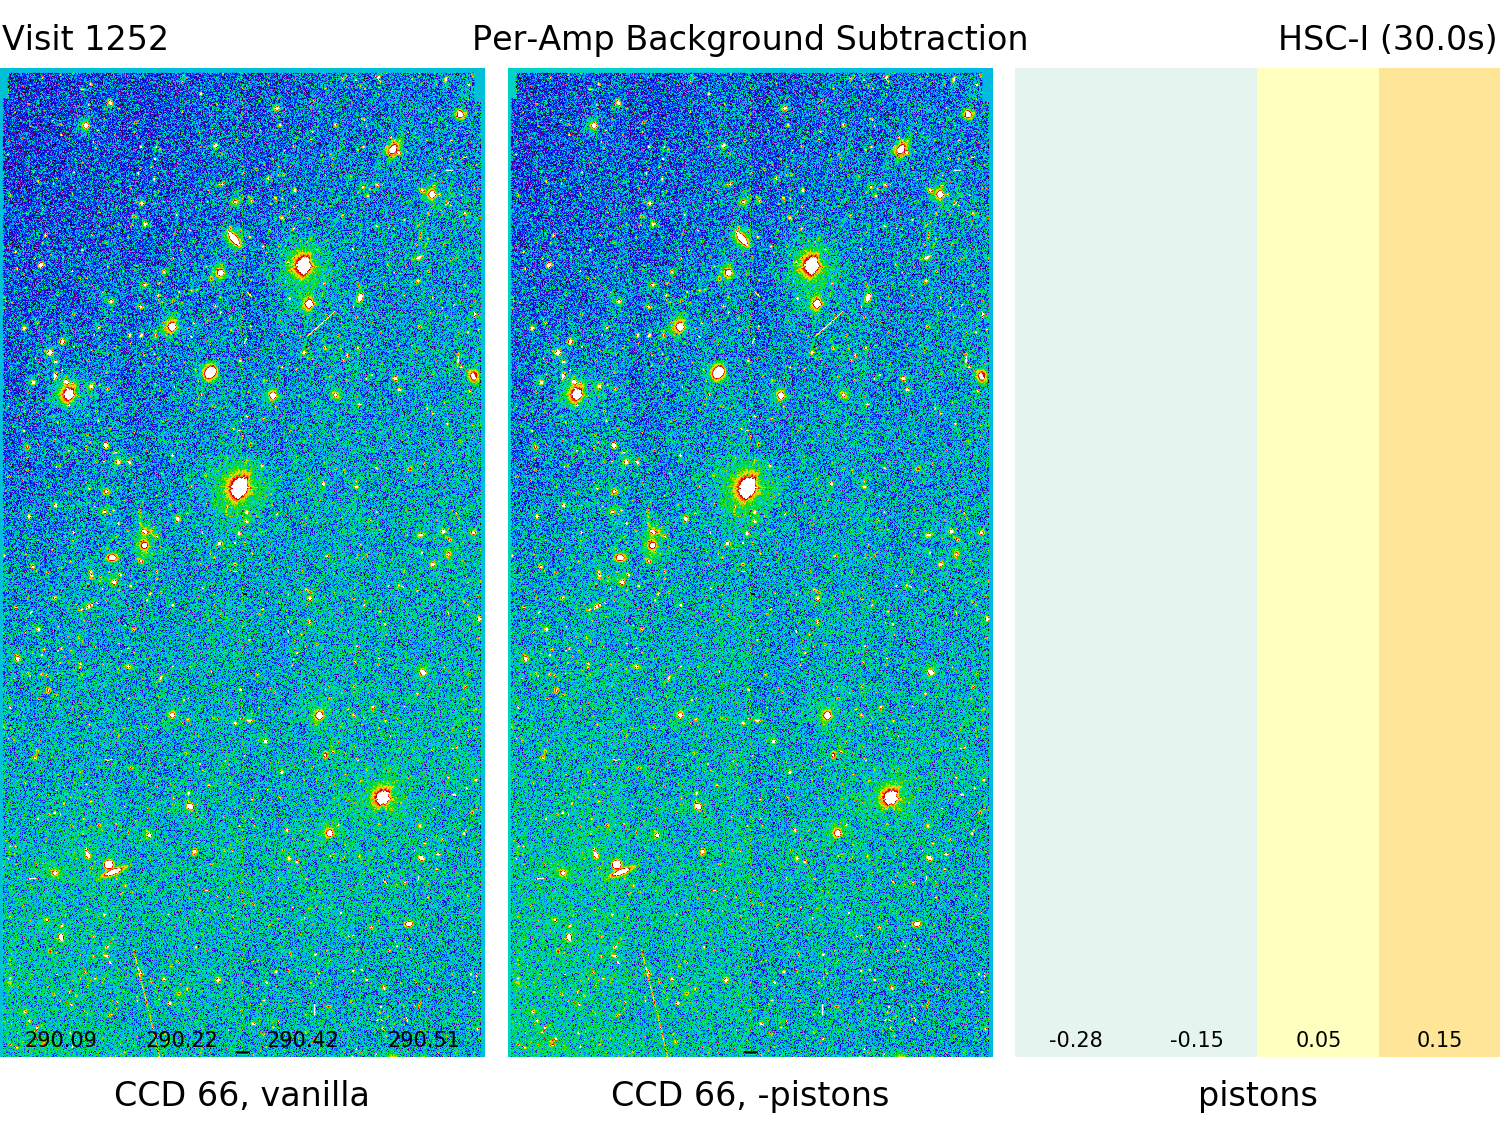 Visit 1252 Per-Amp Background Subtraction HSC-I (30.0s)
290.09 290.22 290.42 290.51 -0.28 -0.15 0.05 0.15
CCD 66, vanilla CCD 66, -pistons pistons